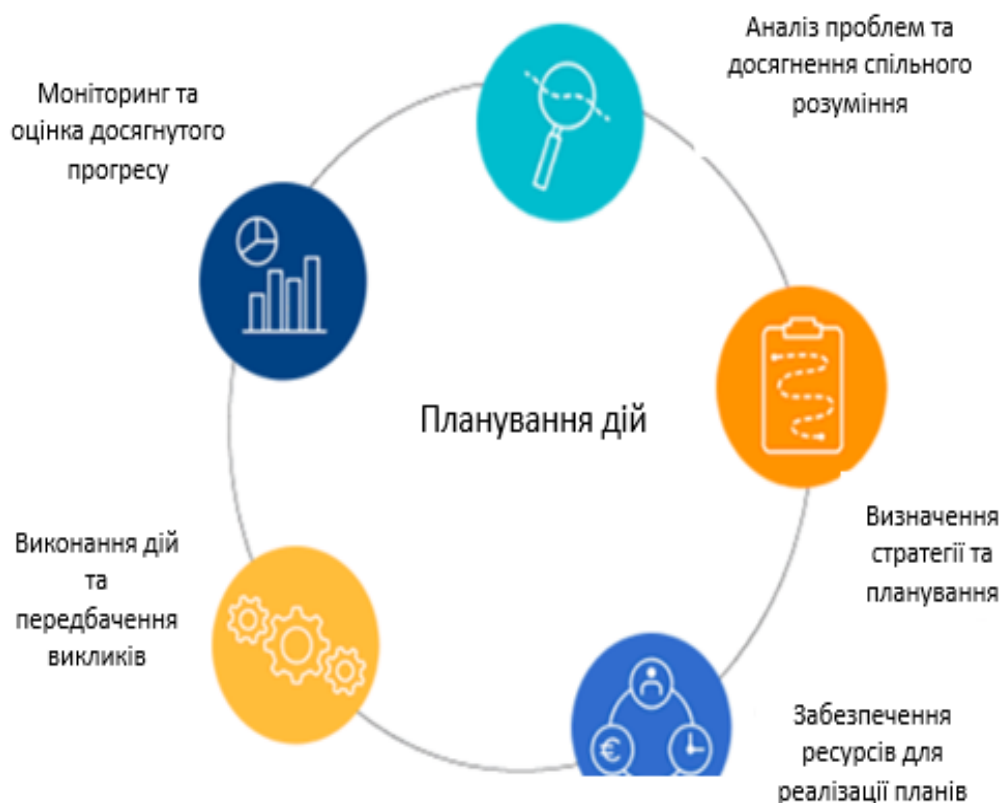 Аналіз проблем та
досягнення спільного
розуміння
Моніторинг та
оцінка досягнутого
прогресу
Планування дій
Визначення
стратегії та
планування
Виконання дій
та
передбачення
викликів
Забезпечення
ресурсів для
реалізації планів
€